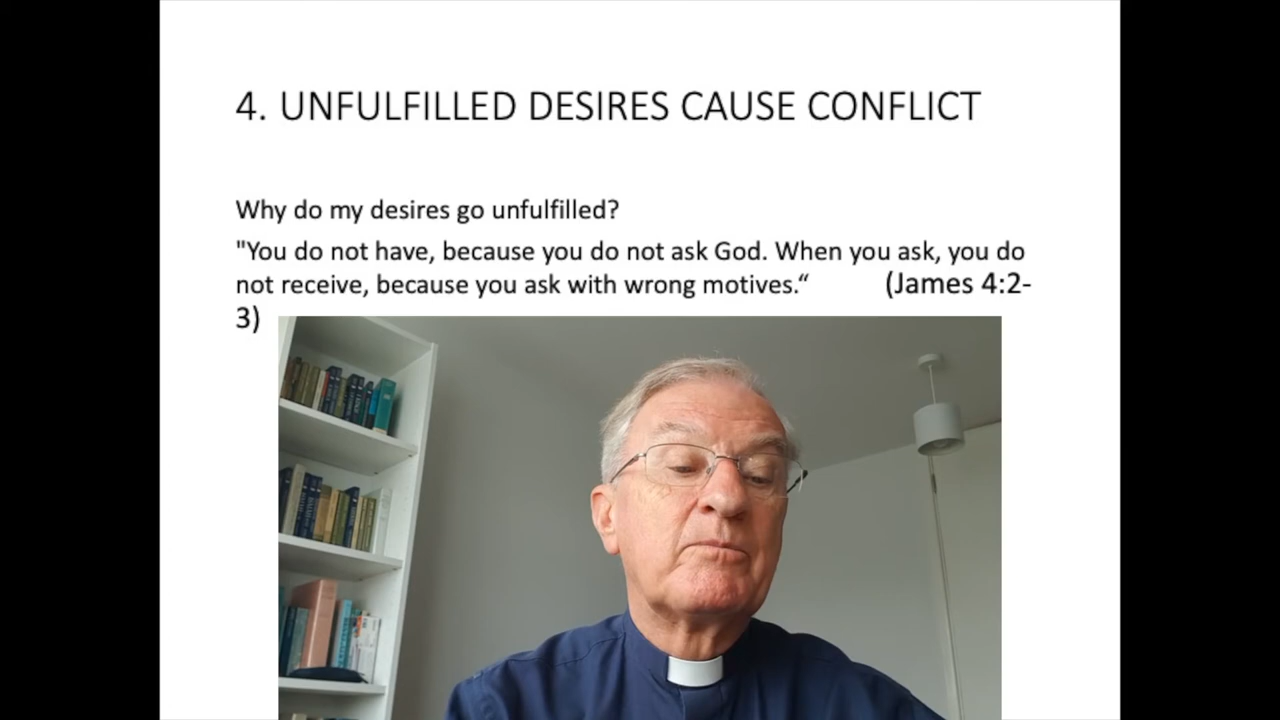 4. UNFULFILLED DESIRES CAUSE CONFLICT
Why do my desires go unfulfilled?
"You do not have, because you do not ask God. When you ask, you do
not receive, because you ask with wrong motives.“ (James 4:2-
3)